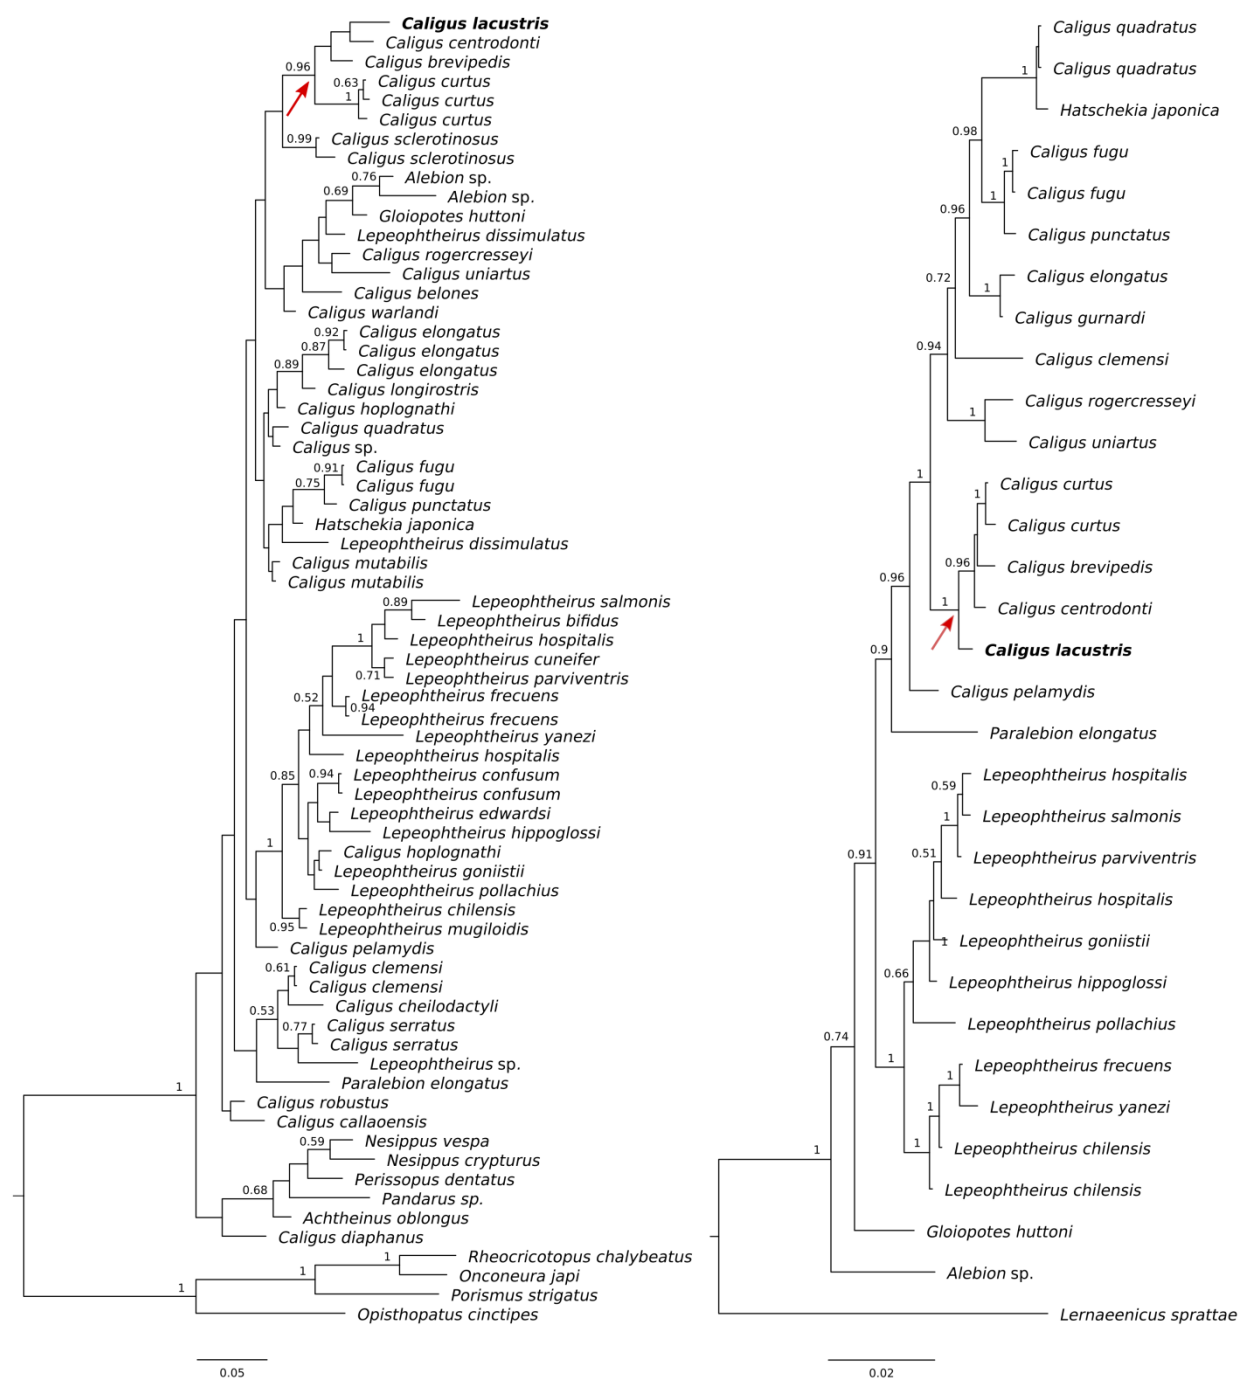 Caligus lacustris
Caligus centrodonti
Caligus brevipedis
0.96
0.63
Caligus curtus
1
Caligus curtus
Caligus curtus
0.99
Caligus sclerotinosus
Caligus sclerotinosus
0.76
Alebion sp.
0.69
Alebion sp.
Gloiopotes huttoni
Lepeophtheirus dissimulatus
Caligus rogercresseyi
Caligus uniartus
Caligus belones
Caligus warlandi
0.92
Caligus elongatus
0.87
Caligus elongatus
0.89
Caligus elongatus
Caligus longirostris
Caligus hoplognathi
Caligus quadratus
Caligus sp.
0.91
Caligus fugu
0.75
Caligus fugu
Caligus punctatus
Hatschekia japonica
Lepeophtheirus dissimulatus
Caligus mutabilis
Caligus mutabilis
0.89
Lepeophtheirus salmonis
Lepeophtheirus bifidus
1
Lepeophtheirus hospitalis
Lepeophtheirus cuneifer
0.71
Lepeophtheirus parviventris
0.52
Lepeophtheirus frecuens
0.94
Lepeophtheirus frecuens
Lepeophtheirus yanezi
Lepeophtheirus hospitalis
0.85
0.94
Lepeophtheirus confusum
Lepeophtheirus confusum
Lepeophtheirus edwardsi
Lepeophtheirus hippoglossi
1
Caligus hoplognathi
Lepeophtheirus goniistii
Lepeophtheirus pollachius
Lepeophtheirus chilensis
0.95
Lepeophtheirus mugiloidis
Caligus pelamydis
0.61
Caligus clemensi
Caligus clemensi
0.53
Caligus cheilodactyli
0.77
Caligus serratus
Caligus serratus
Lepeophtheirus sp.
Paralebion elongatus
1
Caligus robustus
Caligus callaoensis
0.59
Nesippus vespa
Nesippus crypturus
Perissopus dentatus
0.68
Pandarus sp.
Achtheinus oblongus
Caligus diaphanus
1
Rheocricotopus chalybeatus
1
Onconeura japi
1
Porismus strigatus
Opisthopatus cinctipes
0.05
Caligus quadratus
1
Caligus quadratus
Hatschekia japonica
0.98
1
Caligus fugu
1
Caligus fugu
0.96
Caligus punctatus
0.72
Caligus elongatus
1
Caligus gurnardi
0.94
Caligus clemensi
Caligus rogercresseyi
1
Caligus uniartus
1
1
Caligus curtus
Caligus curtus
0.96
Caligus brevipedis
0.96
1
Caligus centrodonti
0.9
Caligus lacustris
Caligus pelamydis
Paralebion elongatus
0.59
Lepeophtheirus hospitalis
1
Lepeophtheirus salmonis
0.91
0.51
Lepeophtheirus parviventris
Lepeophtheirus hospitalis
1
Lepeophtheirus goniistii
0.66
Lepeophtheirus hippoglossi
0.74
Lepeophtheirus pollachius
1
1
Lepeophtheirus frecuens
1
Lepeophtheirus yanezi
1
1
Lepeophtheirus chilensis
Lepeophtheirus chilensis
Gloiopotes huttoni
Alebion sp.
Lernaeenicus sprattae
0.02